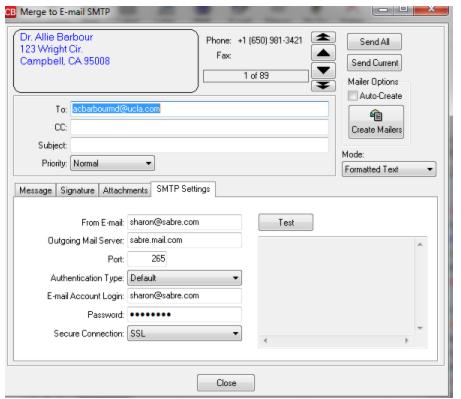 CB Merge to E-mail SMTP
Dr. Allie Barbour
123 Wright Cir.
Campbell, CA 95008
Phone: +1 (650) 981-3421
Fax:
1 of 89
Send All
Send Current
Mailer Options
Auto-Create
Create Mailers
To: acbarbourmd@ucla.com
CC:
Subject:
Priority: Normal
Mode:
Formatted Text
Message Signature Attachments SMTP Settings
From E-mail: sharon@sabre.com
Test
Outgoing Mail Server: sabre.mail.com
Port: 265
Authentication Type: Default
E-mail Account Login: sharon@sabre.com
Password: ••••••••
Secure Connection: SSL
Close